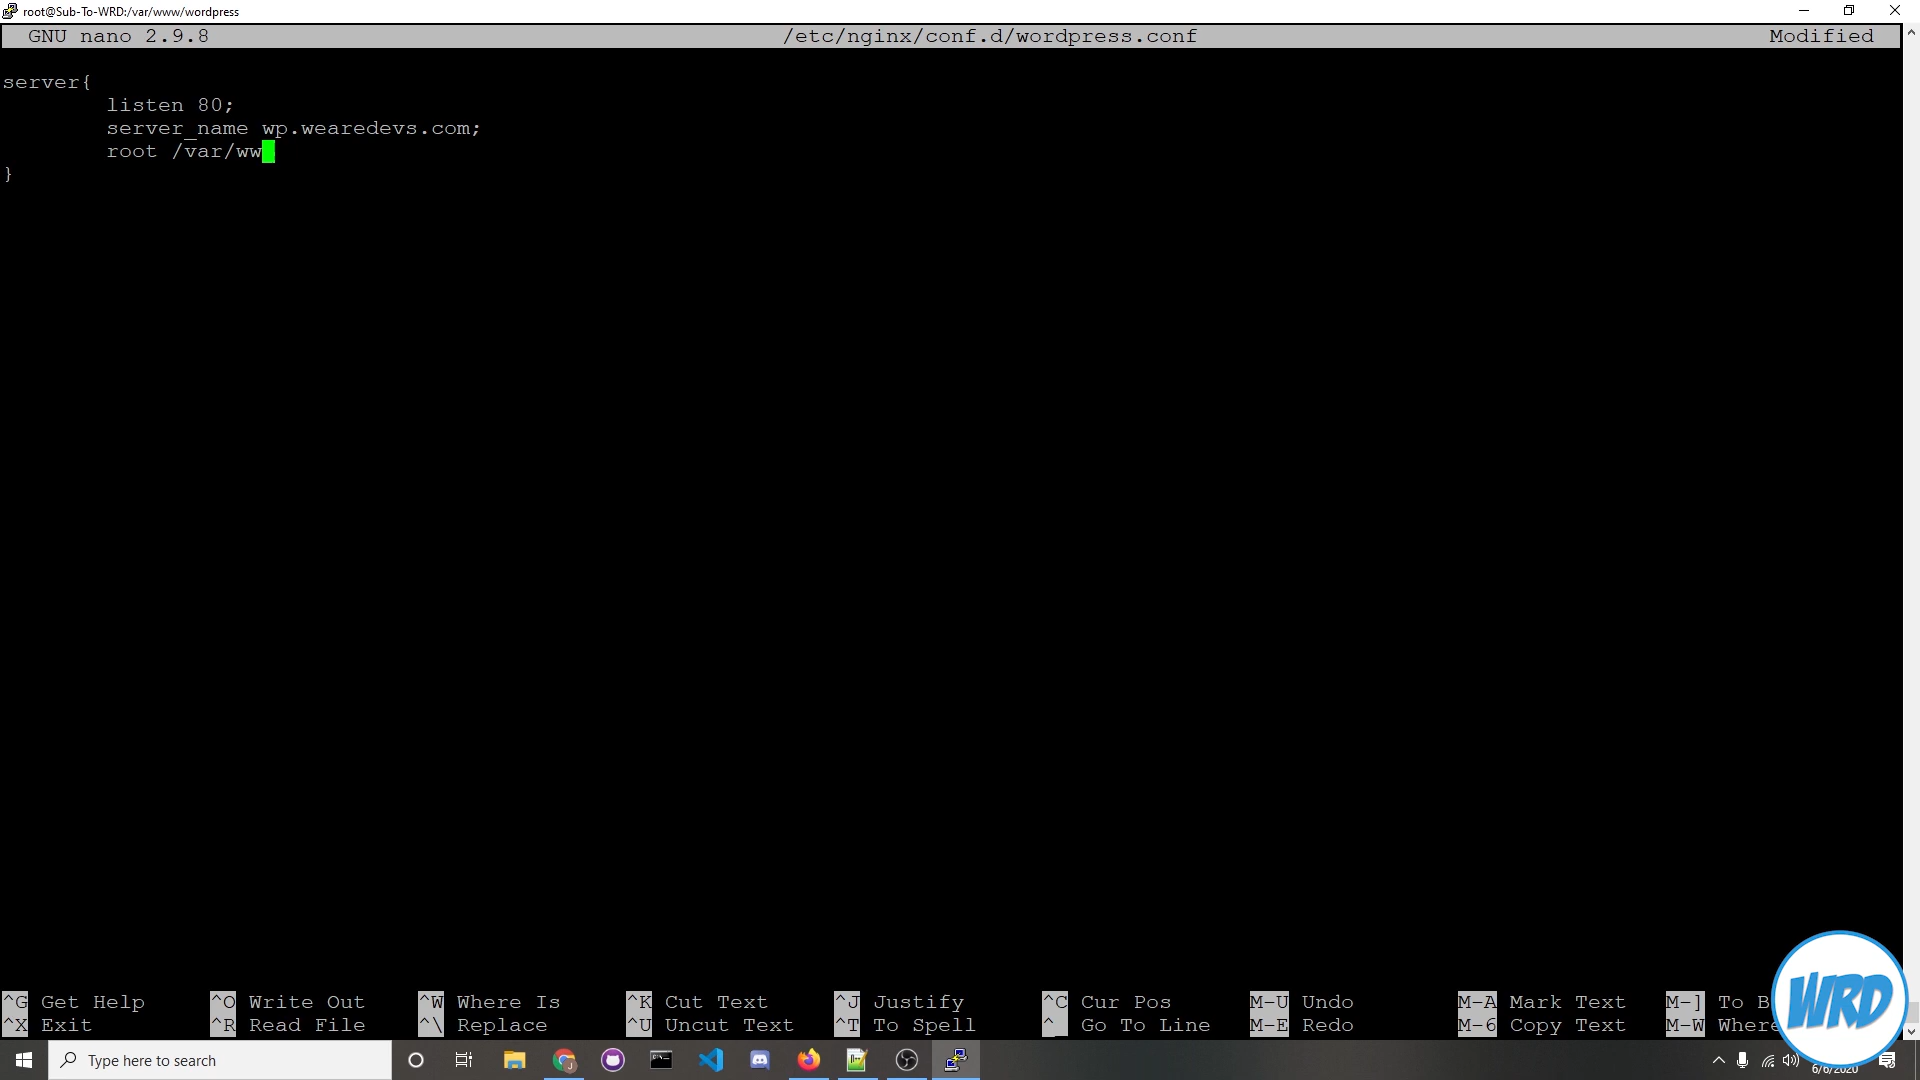 root@Sub-To-WRD:/var/www/wordpress
GNU nano 2.9.8 /etc/nginx/conf.d/wordpress.conf Modified
server{
listen 80;
server_name wp.wearedevs.com;
root /var/ww
}
^G Get Help ^O Write Out ^W Where Is ^K Cut Text ^J Justify ^C Cur Pos M-U Undo M-A Mark Text M-] To B
^X Exit ^R Read File ^\ Replace ^U Uncut Text ^T To Spell ^_ Go To Line M-E Redo M-6 Copy Text M-W Where
WRD
Type here to search
6/6/2020